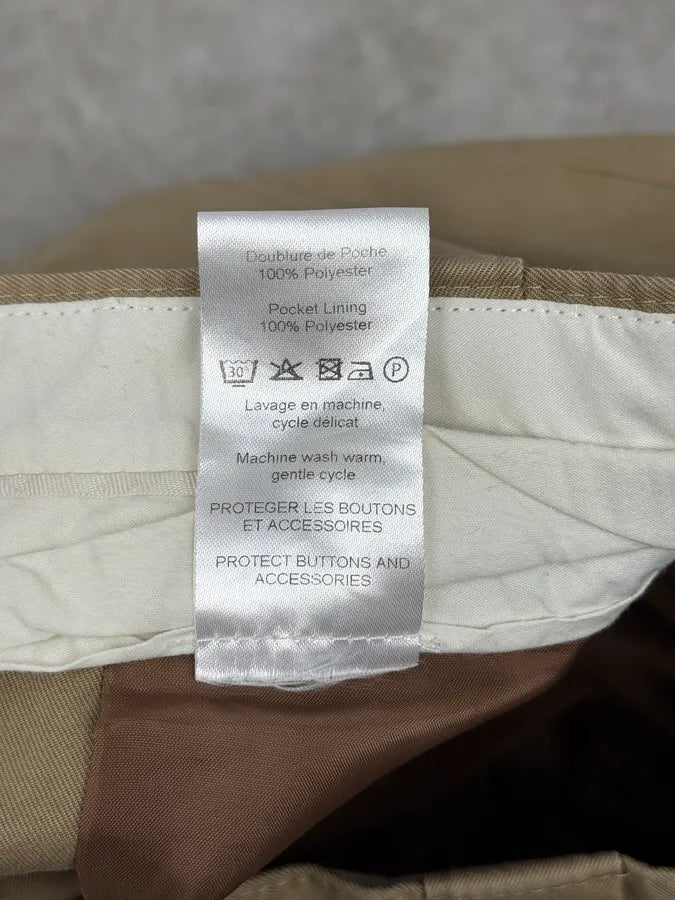 Doublure de Poche
100% Polyester
Pocket Lining
100% Polyester
30° P
Lavage en machine,
cycle délicat
Machine wash warm,
gentle cycle
PROTEGER LES BOUTONS
ET ACCESSOIRES
PROTECT BUTTONS AND
ACCESSORIES